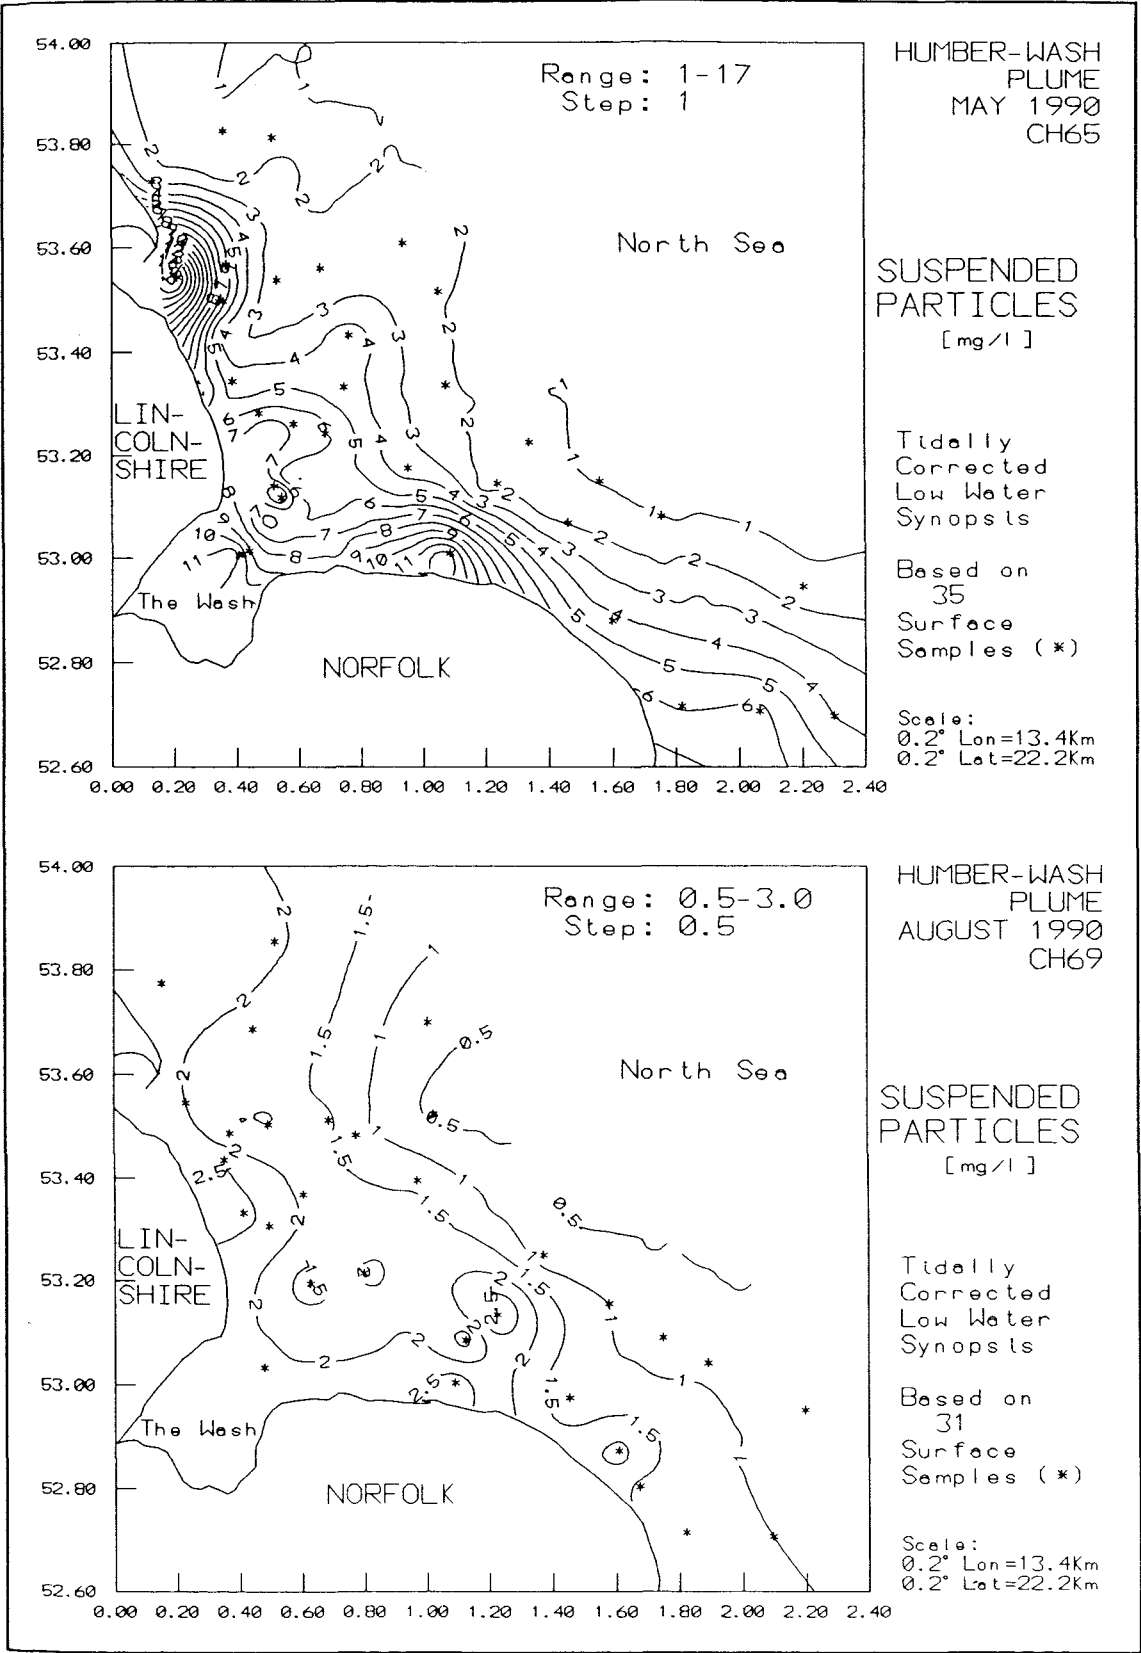 HUMBER-WASH
PLUME
MAY 1990
CH65
Range: 1-17
Step: 1
North Sea
SUSPENDED
PARTICLES
[mg/l]
LIN-
COLN-
SHIRE
The Wash
NORFOLK
Tidally
Corrected
Low Water
Synopsis
Based on
35
Surface
Samples (*)
Scale:
0.2° Lon=13.4Km
0.2° Lat=22.2Km
54.00
53.80
53.60
53.40
53.20
53.00
52.80
52.60
0.00 0.20 0.40 0.60 0.80 1.00 1.20 1.40 1.60 1.80 2.00 2.20 2.40
HUMBER-WASH
PLUME
AUGUST 1990
CH69
Range: 0.5-3.0
Step: 0.5
North Sea
SUSPENDED
PARTICLES
[mg/l]
LIN-
COLN-
SHIRE
The Wash
NORFOLK
Tidally
Corrected
Low Water
Synopsis
Based on
31
Surface
Samples (*)
Scale:
0.2° Lon=13.4Km
0.2° Lat=22.2Km
54.00
53.80
53.60
53.40
53.20
53.00
52.80
52.60
0.00 0.20 0.40 0.60 0.80 1.00 1.20 1.40 1.60 1.80 2.00 2.20 2.40